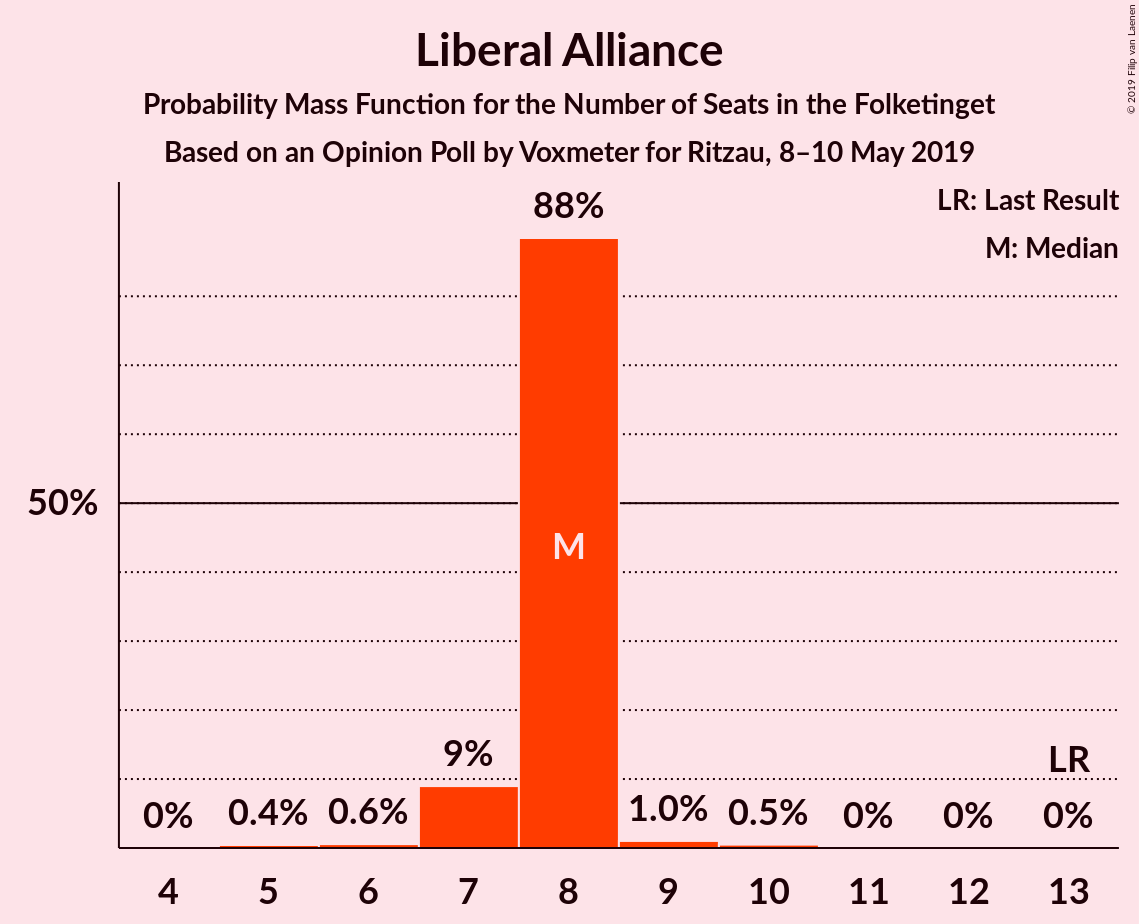 Liberal Alliance
Probability Mass Function for the Number of Seats in the Folketinget
Based on an Opinion Poll by Voxmeter for Ritzau, 8–10 May 2019
© 2019 Filip van Laenen
LR: Last Result
M: Median
88%
50%
M
9%
LR
0% 0.4% 0.6% 1.0% 0.5% 0% 0% 0%
4 5 6 7 8 9 10 11 12 13